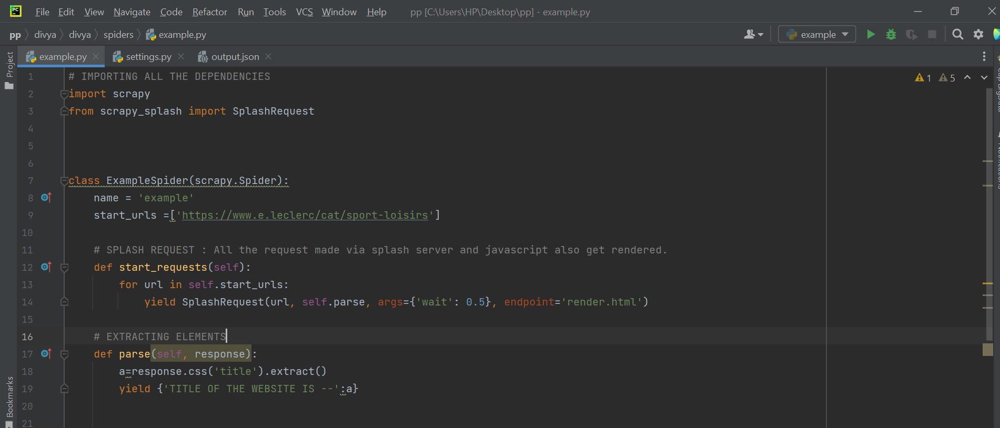 PC File Edit View Navigate Code Refactor Run Tools VCS Window Help pp [C:\Users\HP\Desktop\pp] - example.py
pp divya divya spiders example.py example
Project
example.py settings.py output.json
1 # IMPORTING ALL THE DEPENDENCIES
1 5
2 import scrapy
3 from scrapy_splash import SplashRequest
4
5
6
7 class ExampleSpider(scrapy.Spider):
8 name = 'example'
9 start_urls =['https://www.e.leclerc/cat/sport-loisirs']
10
11 # SPLASH REQUEST : All the request made via splash server and javascript also get rendered.
12 def start_requests(self):
13 for url in self.start_urls:
14 yield SplashRequest(url, self.parse, args={'wait': 0.5}, endpoint='render.html')
15
16 # EXTRACTING ELEMENTS
17 def parse(self, response):
18 a=response.css('title').extract()
19 yield {'TITLE OF THE WEBSITE IS --':a}
20
21
Bookmarks